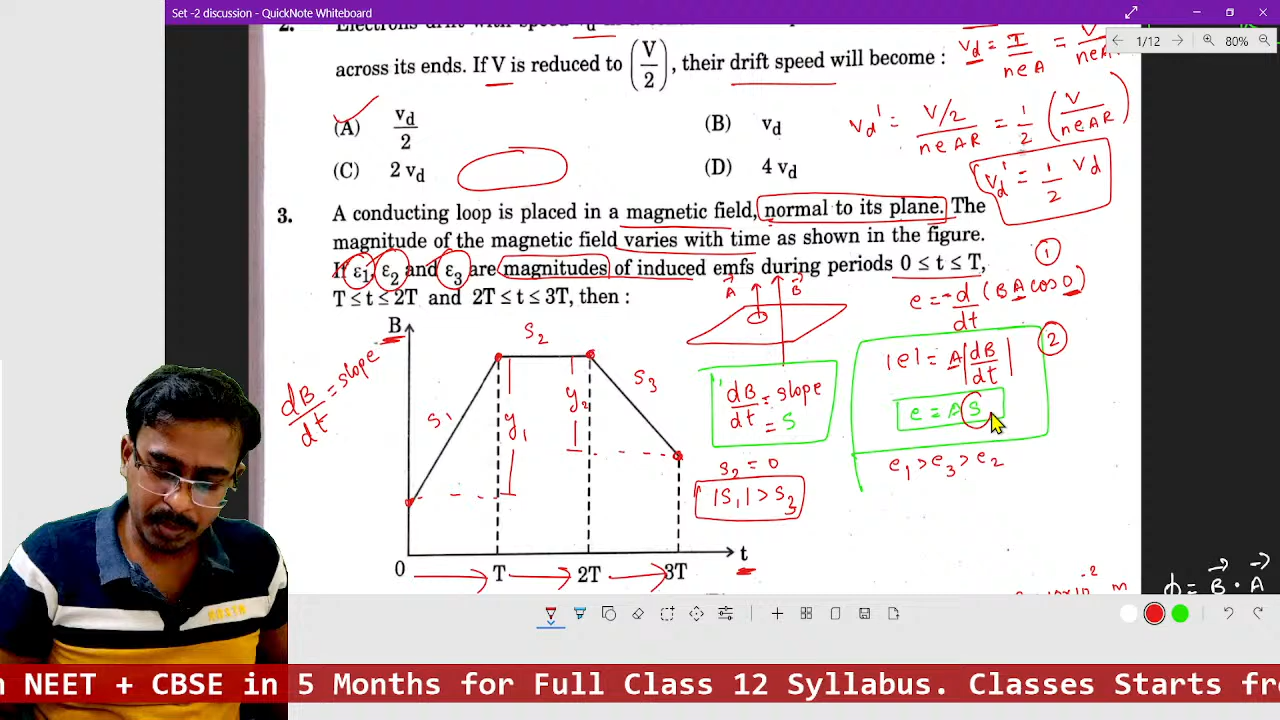 Set -2 discussion - QuickNote Whiteboard
1/12
80%
across its ends. If V is reduced to (V/2), their drift speed will become :
vd = I/neA = V/
vd' = V/2 / neAR = 1/2 (V/neAR)
vd' = 1/2 vd
(A) vd/2
(B) vd
(C) 2 vd
(D) 4 vd
3. A conducting loop is placed in a magnetic field, normal to its plane. The
magnitude of the magnetic field varies with time as shown in the figure.
If ε1, ε2 and ε3 are magnitudes of induced emfs during periods 0 ≤ t ≤ T,
T ≤ t ≤ 2T and 2T ≤ t ≤ 3T, then :
1
e = -d/dt (BA cos 0)
2
|e| = A|dB/dt|
e = AS
e1 > e3 > e2
A
B
dB/dt = slope
= S
S2 = 0
|S1| > S3
B
dB/dt = slope
S1
S2
S3
y1
y2
0
T
2T
3T
t
ϕ = B · A
m
NEET + CBSE in 5 Months for Full Class 12 Syllabus. Classes Starts